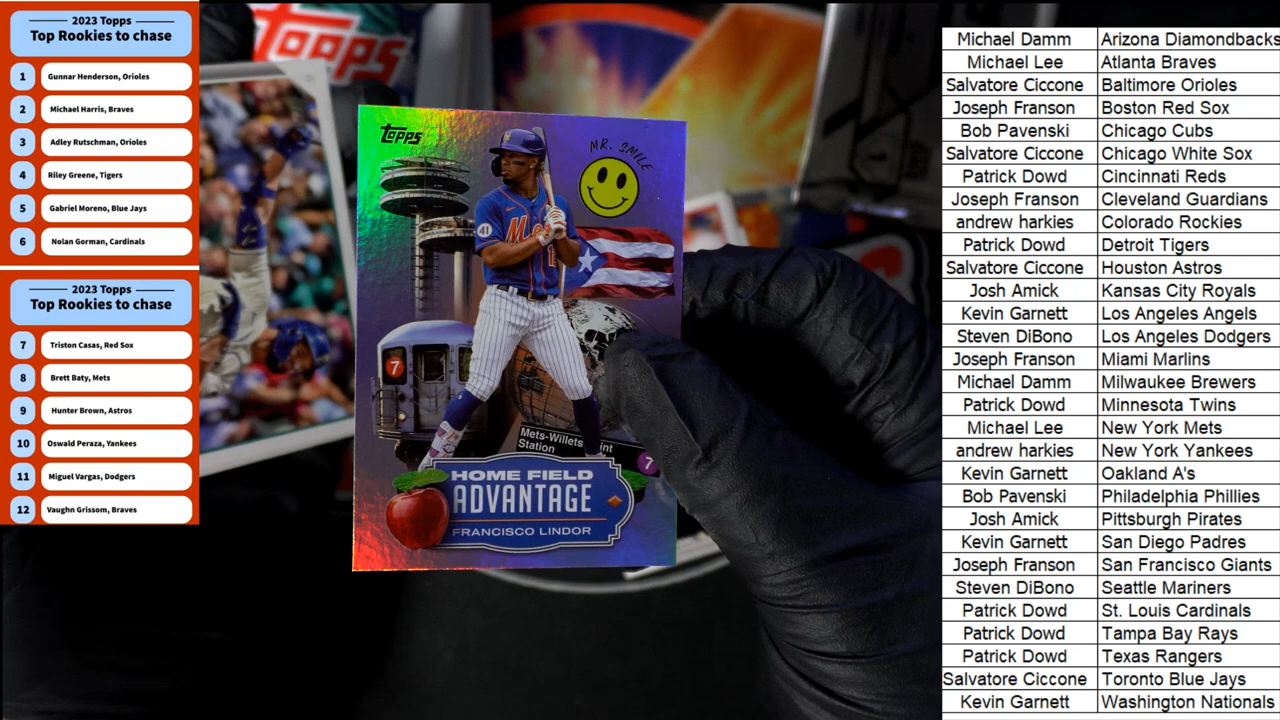 2023 Topps
Top Rookies to chase
1 Gunnar Henderson, Orioles
2 Michael Harris, Braves
3 Adley Rutschman, Orioles
4 Riley Greene, Tigers
5 Gabriel Moreno, Blue Jays
6 Nolan Gorman, Cardinals
2023 Topps
Top Rookies to chase
7 Triston Casas, Red Sox
8 Brett Baty, Mets
9 Hunter Brown, Astros
10 Oswald Peraza, Yankees
11 Miguel Vargas, Dodgers
12 Vaughn Grissom, Braves
Topps
Topps
MR. SMILE
41
Mets
7
Mets-Willets
Station
7
HOME FIELD
ADVANTAGE
FRANCISCO LINDOR
Michael Damm Arizona Diamondbacks
Michael Lee Atlanta Braves
Salvatore Ciccone Baltimore Orioles
Joseph Franson Boston Red Sox
Bob Pavenski Chicago Cubs
Salvatore Ciccone Chicago White Sox
Patrick Dowd Cincinnati Reds
Joseph Franson Cleveland Guardians
andrew harkies Colorado Rockies
Patrick Dowd Detroit Tigers
Salvatore Ciccone Houston Astros
Josh Amick Kansas City Royals
Kevin Garnett Los Angeles Angels
Steven DiBono Los Angeles Dodgers
Joseph Franson Miami Marlins
Michael Damm Milwaukee Brewers
Patrick Dowd Minnesota Twins
Michael Lee New York Mets
andrew harkies New York Yankees
Kevin Garnett Oakland A's
Bob Pavenski Philadelphia Phillies
Josh Amick Pittsburgh Pirates
Kevin Garnett San Diego Padres
Joseph Franson San Francisco Giants
Steven DiBono Seattle Mariners
Patrick Dowd St. Louis Cardinals
Patrick Dowd Tampa Bay Rays
Patrick Dowd Texas Rangers
Salvatore Ciccone Toronto Blue Jays
Kevin Garnett Washington Nationals